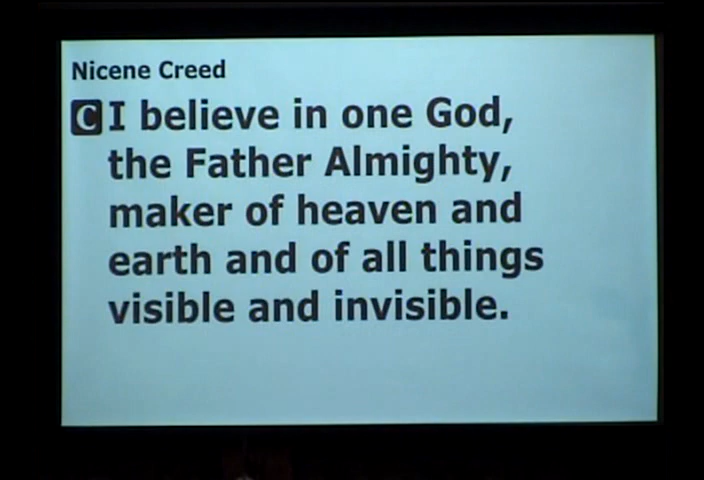 Nicene Creed
C I believe in one God,
the Father Almighty,
maker of heaven and
earth and of all things
visible and invisible.